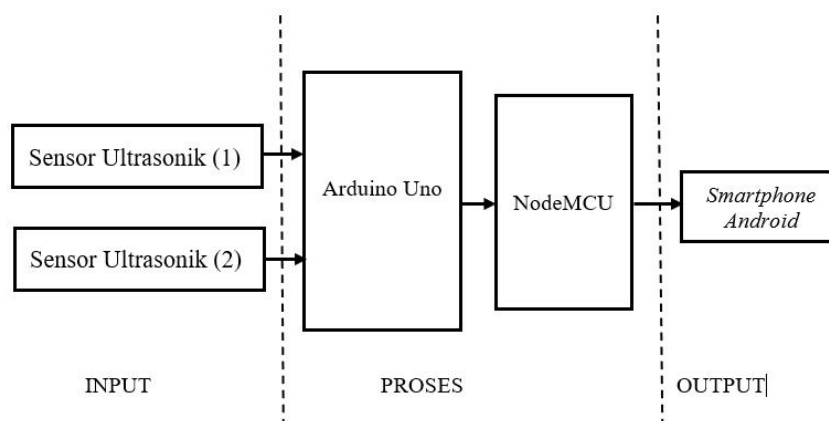 Sensor Ultrasonik (1)
Sensor Ultrasonik (2)
Arduino Uno
NodeMCU
Smartphone
Android
INPUT
PROSES
OUTPUT